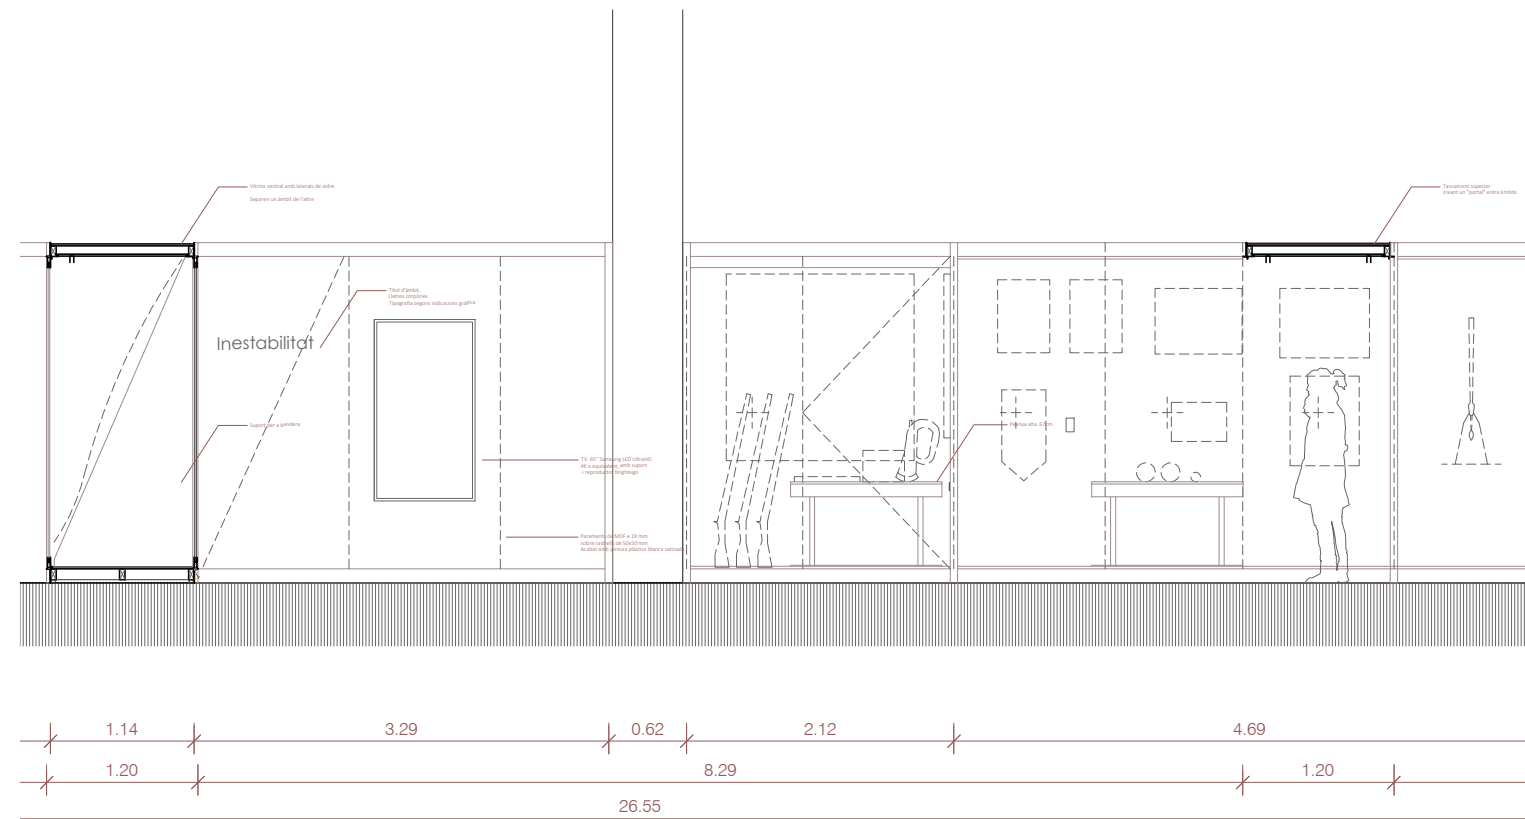 Vitrina central amb laterals de vidre
Separen un àmbit de l'altre
Tancament superior
creant un "portal" entre àmbits
Títol d'àmbit.
Lletres corpòries
Tipografia segons indicacions gràfica
Inestabilitat
Suport per a bandera
Penya alta. 67cm
TV. 65" Samsung LED UltraHD
4K o equivalent, amb suport
i reproductor brightsign
Paraments de MDF e 19 mm
sobre rastrells de 50x50 mm
Acabat amb pintura plàstica blanca satinada
1.14 3.29 0.62 2.12 4.69
1.20 8.29 1.20
26.55